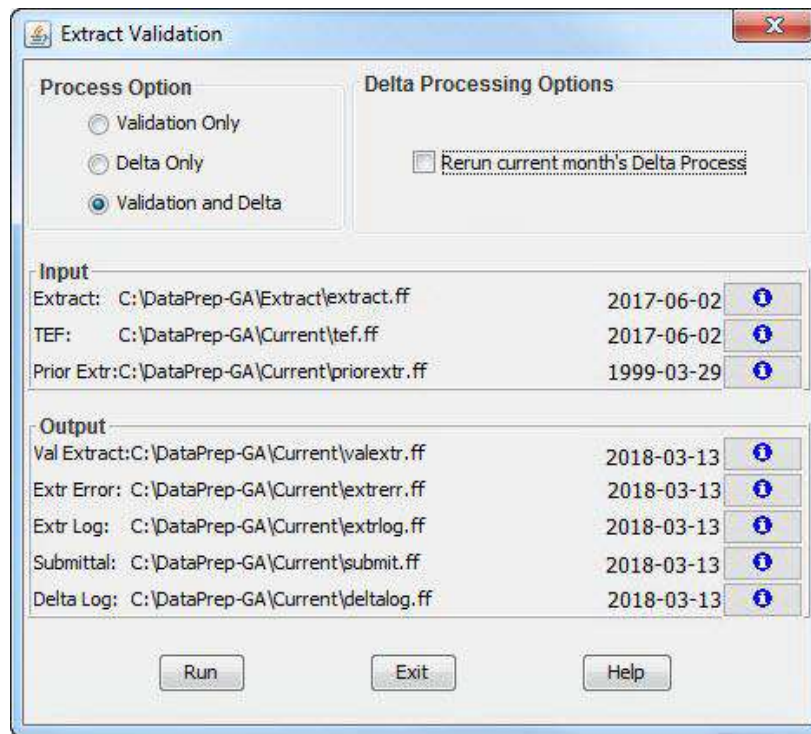 Extract Validation
Process Option
Validation Only
Delta Only
Validation and Delta
Delta Processing Options
Rerun current month's Delta Process
Input
Extract: C:\DataPrep-GA\Extract\extract.ff 2017-06-02
TEF: C:\DataPrep-GA\Current\tef.ff 2017-06-02
Prior Extr:C:\DataPrep-GA\Current\priorextr.ff 1999-03-29
Output
Val Extract:C:\DataPrep-GA\Current\valextr.ff 2018-03-13
Extr Error: C:\DataPrep-GA\Current\extrerr.ff 2018-03-13
Extr Log: C:\DataPrep-GA\Current\extrlog.ff 2018-03-13
Submittal: C:\DataPrep-GA\Current\submit.ff 2018-03-13
Delta Log: C:\DataPrep-GA\Current\deltalog.ff 2018-03-13
Run Exit Help